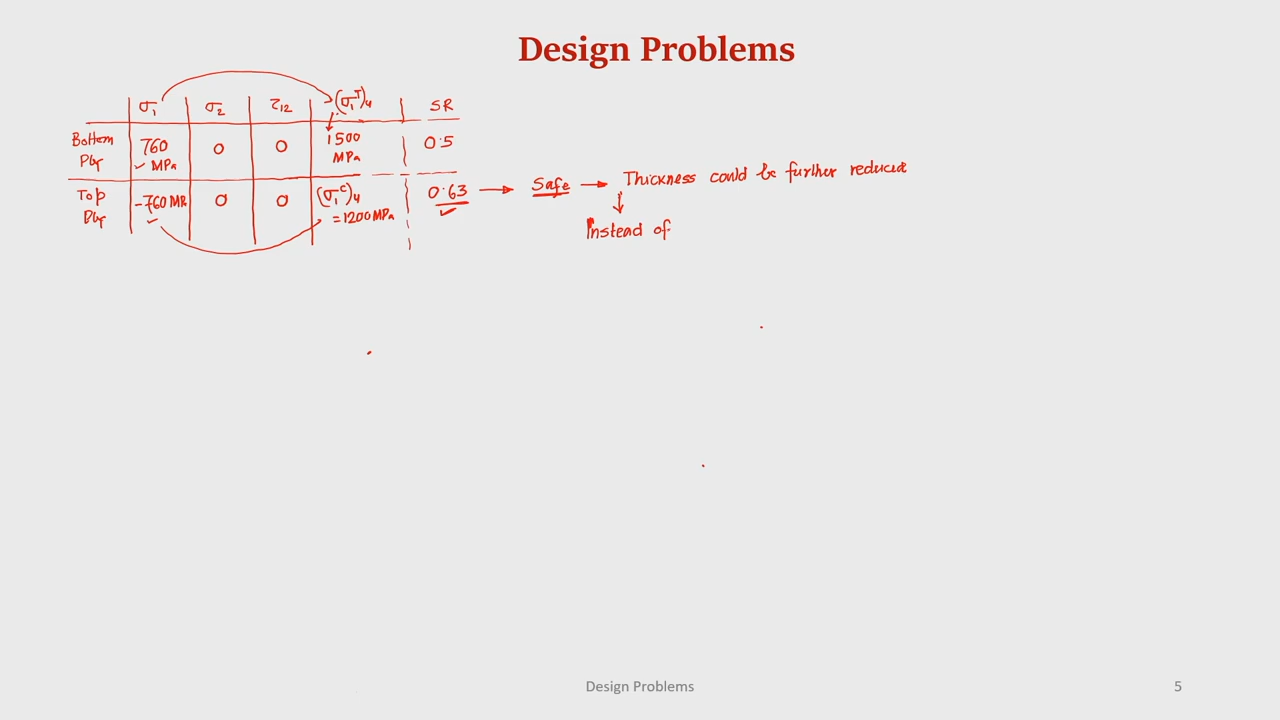 Design Problems
σ₁ σ₂ τ₁₂ (σ₁ᵀ)ᵤ SR
Bottom Ply 760 MPa 0 0 1500 MPa 0.5
Top Ply -760 MPa 0 0 (σ₁ᶜ)ᵤ = 1200 MPa 0.63 → Safe → Thickness could be further reduced
Instead of
Design Problems 5